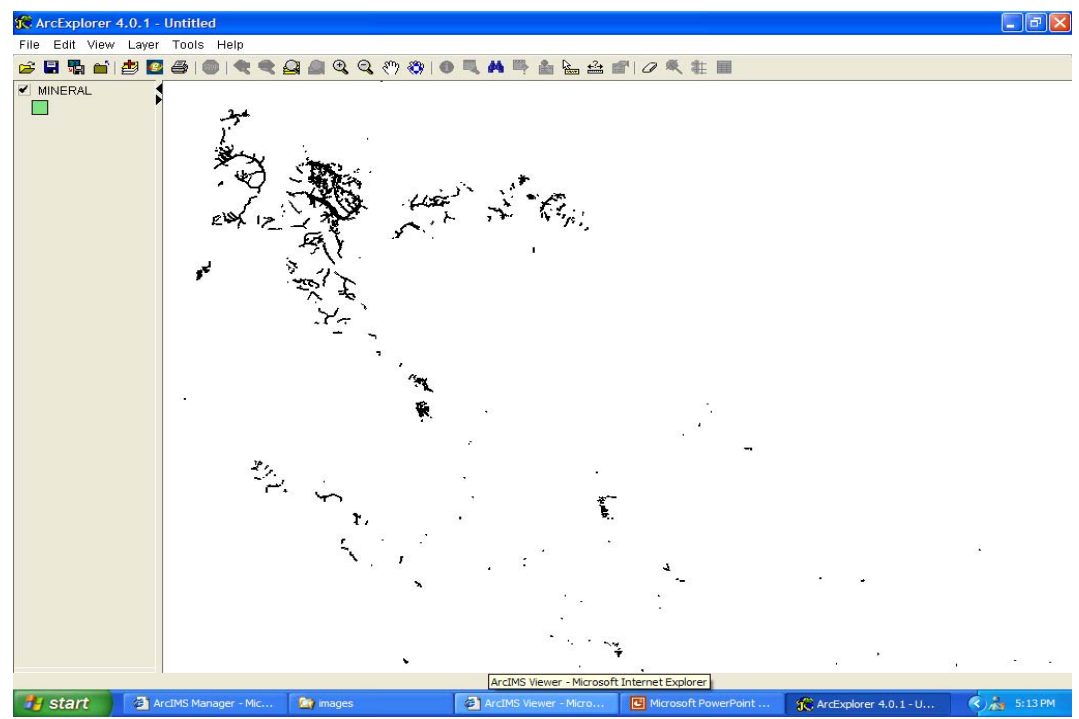 ArcExplorer 4.0.1 - Untitled
File Edit View Layer Tools Help
MINERAL
ArcIMS Viewer - Microsoft Internet Explorer
start ArcIMS Manager - Mic... images ArcIMS Viewer - Micro... Microsoft PowerPoint ... ArcExplorer 4.0.1 - U... 5:13 PM